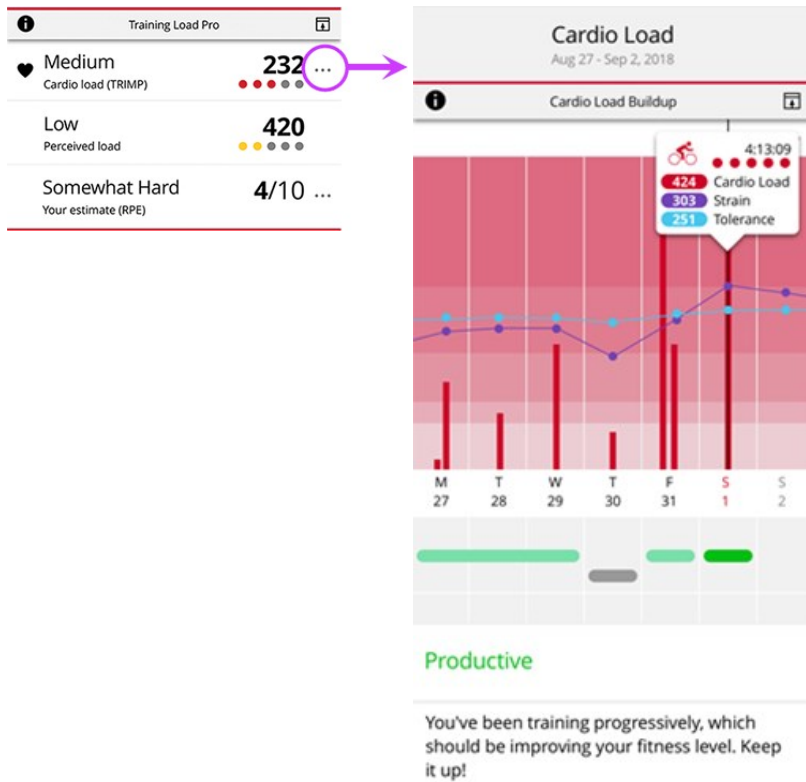 Training Load Pro
Medium
232 ...
Cardio load (TRIMP)
Low
420
Perceived load
Somewhat Hard
4/10 ...
Your estimate (RPE)
Cardio Load
Aug 27 - Sep 2, 2018
Cardio Load Buildup
4:13:09
424 Cardio Load
303 Strain
251 Tolerance
M T W T F S S
27 28 29 30 31 1 2
Productive
You've been training progressively, which
should be improving your fitness level. Keep
it up!